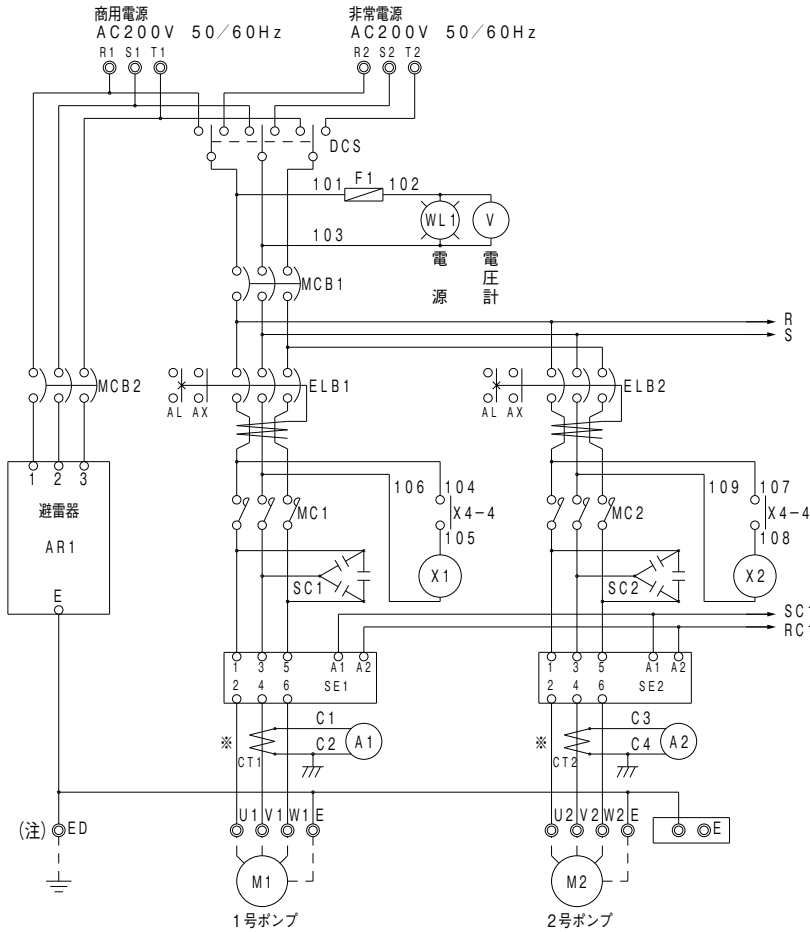 商用電源
AC200V 50/60Hz
R1 S1 T1
非常電源
AC200V 50/60Hz
R2 S2 T2
DCS
101 F1 102
WL1 V
103
電源
電圧計
MCB1
R
S
MCB2
AL AX
ELB1
AL AX
ELB2
1 2 3
避雷器
AR1
E
106 104
X4-4
MC1
105
SC1
X1
109 107
X4-4
MC2
108
SC2
X2
SC1
RC1
1 3 5 A1 A2
2 4 6 SE1
1 3 5 A1 A2
2 4 6 SE2
※
C1
C2
A1
CT1
※
C3
C4
A2
CT2
(注) ED
U1 V1 W1 E
U2 V2 W2 E
E
M1
1号ポンプ
M2
2号ポンプ